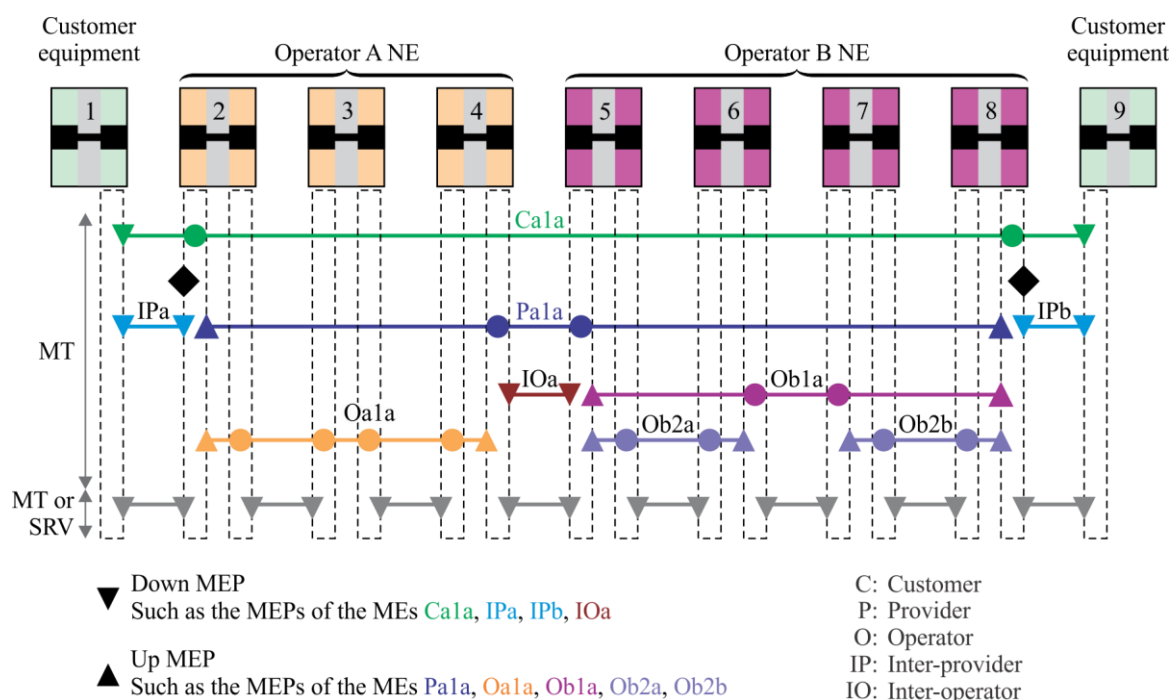 Customer
equipment
Operator A NE
Operator B NE
Customer
equipment
1
2
3
4
5
6
7
8
9
Ca1a
IPa
Pa1a
IPb
MT
IOa
Ob1a
Oa1a
Ob2a
Ob2b
MT or
SRV
Down MEP
Such as the MEPs of the MEs Ca1a, IPa, IPb, IOa
Up MEP
Such as the MEPs of the MEs Pa1a, Oa1a, Ob1a, Ob2a, Ob2b
C: Customer
P: Provider
O: Operator
IP: Inter-provider
IO: Inter-operator